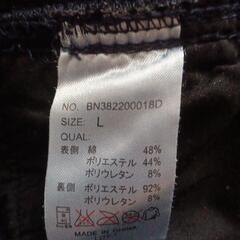 NO. BN382200018D
SIZE: L
QUAL:
表側 綿 48%
ポリエステル 44%
ポリウレタン 8%
裏側 ポリエステル 92%
ポリウレタン 8%
MADE IN CHINA